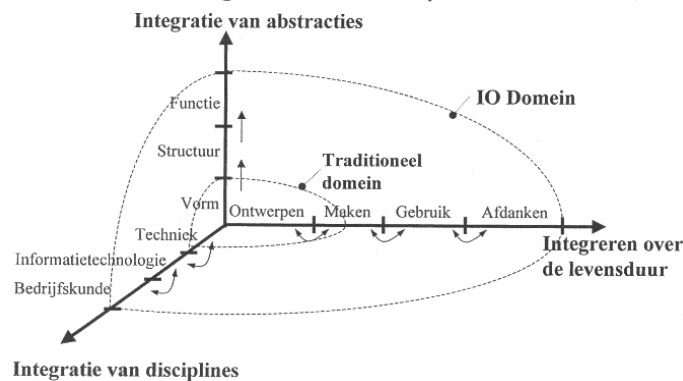 Integratie van abstracties
Functie
IO Domein
Structuur
Traditioneel
domein
Vorm
Ontwerpen
Maken
Gebruik
Afdanken
Techniek
Integreren over
de levensduur
Informatietechnologie
Bedrijfskunde
Integratie van disciplines